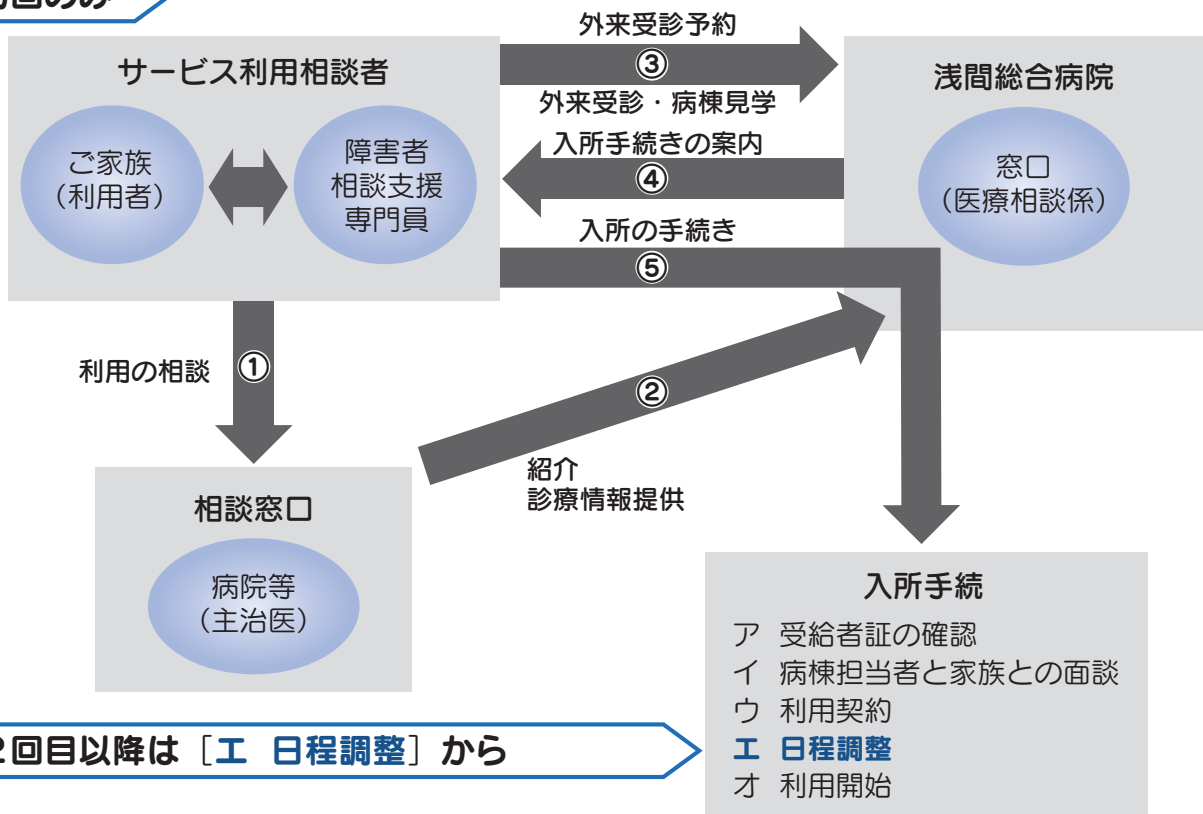 回のみ
サービス利用相談者
ご家族
(利用者)
障害者
相談支援
専門員
外来受診予約
③
外来受診・病棟見学
入所手続きの案内
④
入所の手続き
⑤
浅間総合病院
窓口
(医療相談係)
利用の相談
①
②
紹介
診療情報提供
相談窓口
病院等
(主治医)
入所手続
ア 受給者証の確認
イ 病棟担当者と家族との面談
ウ 利用契約
エ 日程調整
オ 利用開始
2回目以降は [エ 日程調整] から